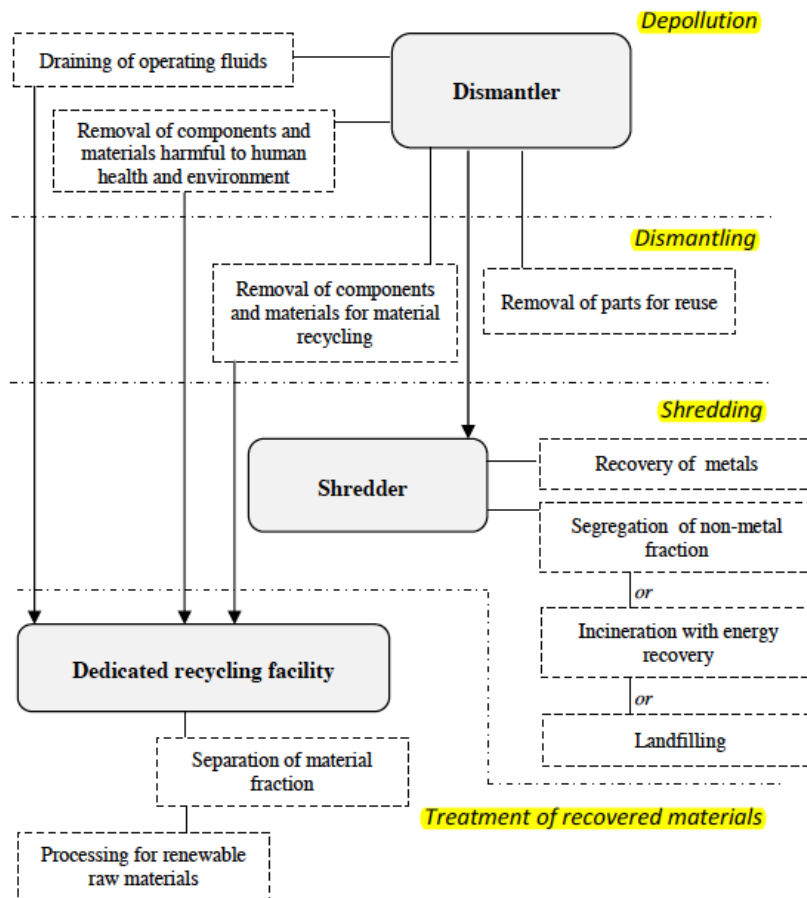 Depollution
Draining of operating fluids
Dismantler
Removal of components and
materials harmful to human
health and environment
Dismantling
Removal of components
and materials for material
recycling
Removal of parts for reuse
Shredding
Shredder
Recovery of metals
Segregation of non-metal
fraction
or
Incineration with energy
recovery
or
Landfilling
Dedicated recycling facility
Separation of material
fraction
Treatment of recovered materials
Processing for renewable
raw materials